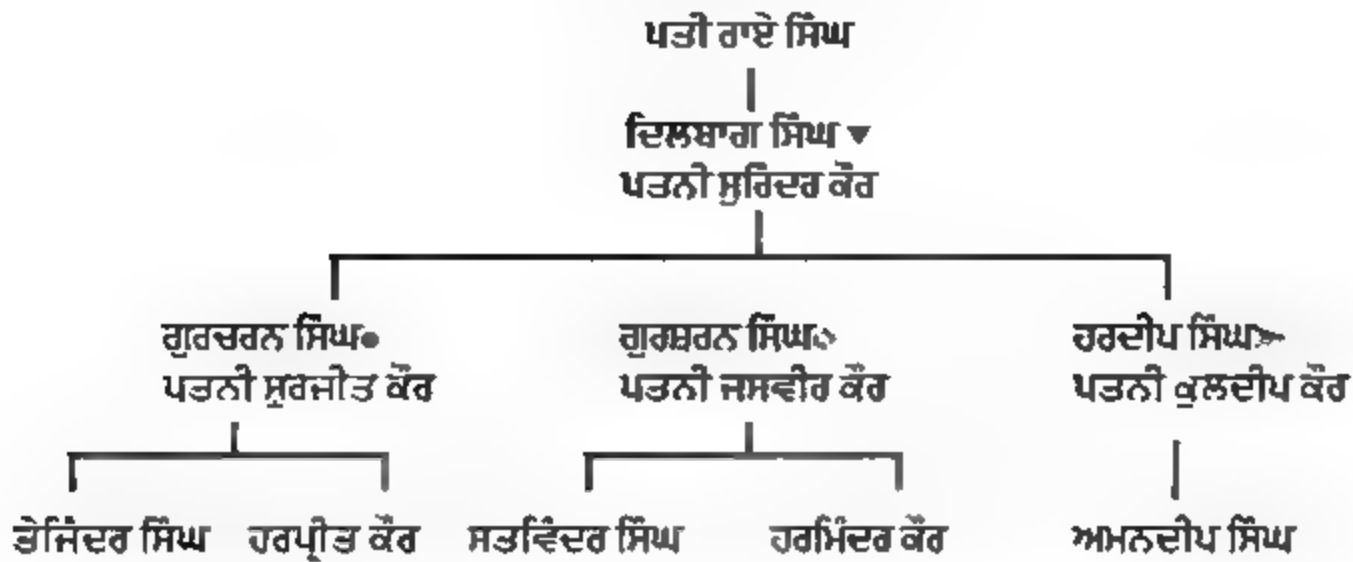 ਪਤੀ ਰਾਏ ਸਿੰਘ
ਦਿਲਬਾਗ ਸਿੰਘ ▼
ਪਤਨੀ ਸੁਰਿੰਦਰ ਕੌਰ
ਗੁਰਚਰਨ ਸਿੰਘ●
ਪਤਨੀ ਸੁਰਜੀਤ ਕੌਰ
ਗੁਰਸ਼ਰਨ ਸਿੰਘ
ਪਤਨੀ ਜਸਵੀਰ ਕੌਰ
ਹਰਦੀਪ ਸਿੰਘ➤
ਪਤਨੀ ਕੁਲਦੀਪ ਕੌਰ
ਤੇਜਿੰਦਰ ਸਿੰਘ ਹਰਪ੍ਰੀਤ ਕੌਰ ਸਤਵਿੰਦਰ ਸਿੰਘ ਹਰਮਿੰਦਰ ਕੌਰ ਅਮਨਦੀਪ ਸਿੰਘ